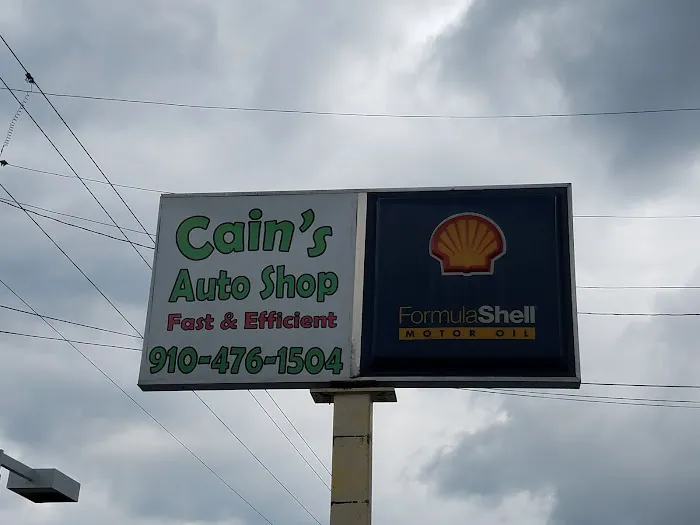 Cain's
Auto Shop
Fast & Efficient
910-476-1504
FormulaShell
MOTOR OIL